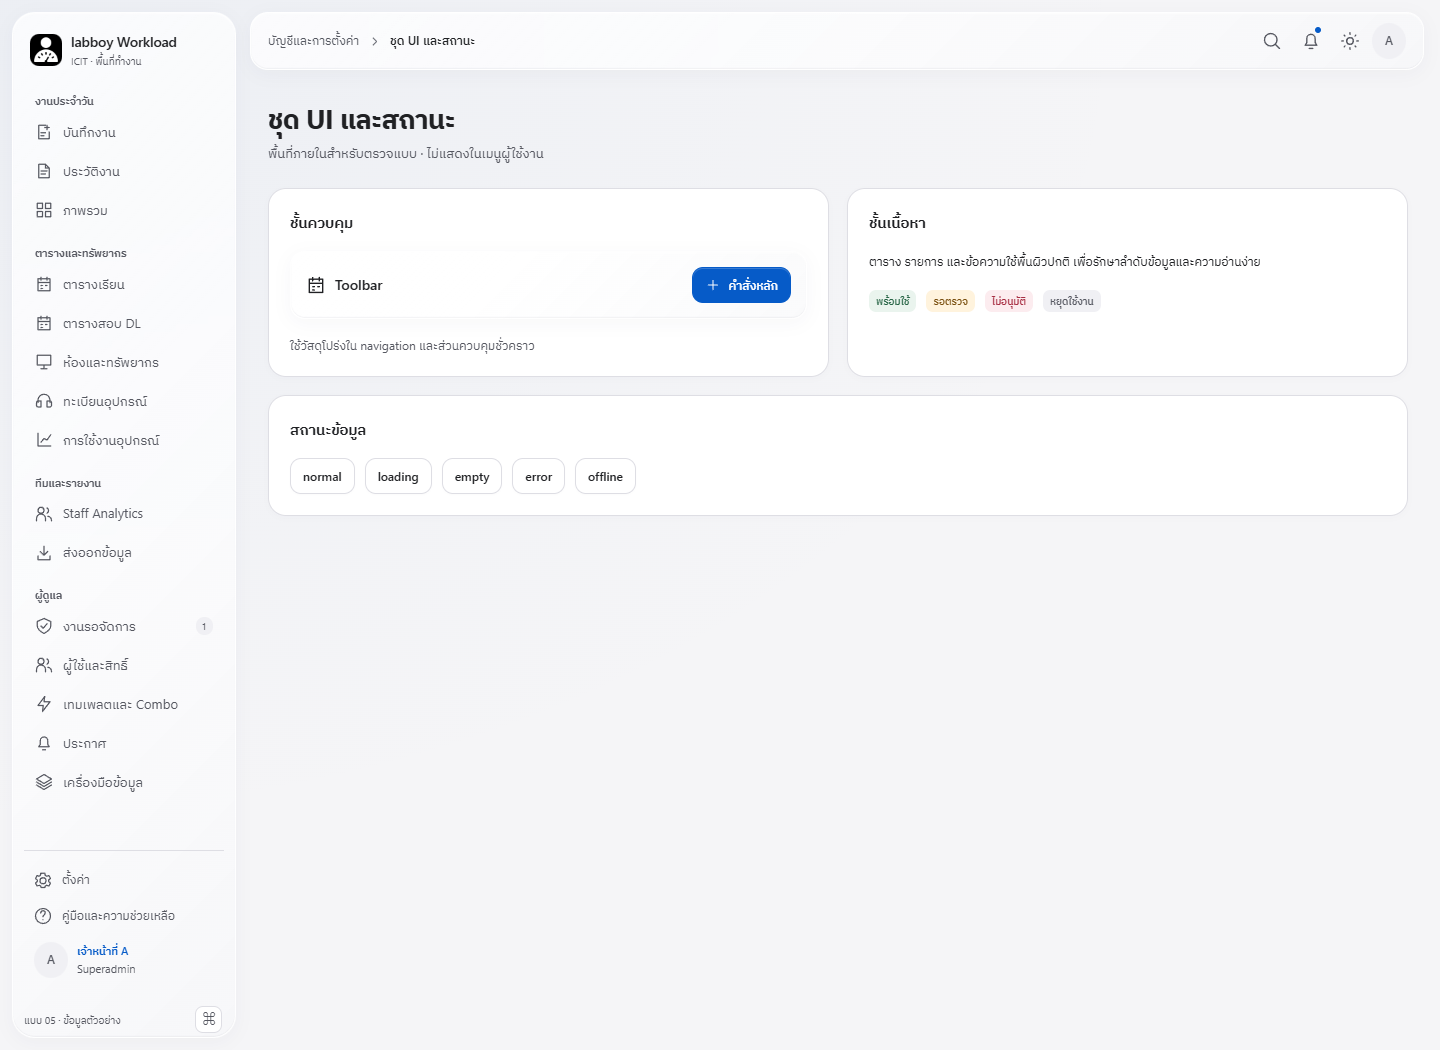 labboy Workload
ICIT · พื้นที่ทำงาน
งานประจำวัน
บันทึกงาน
ประวัติงาน
ภาพรวม
ตารางและทรัพยากร
ตารางเรียน
ตารางสอบ DL
ห้องและทรัพยากร
ทะเบียนอุปกรณ์
การใช้งานอุปกรณ์
ทีมและรายงาน
Staff Analytics
ส่งออกข้อมูล
ผู้ดูแล
งานรอจัดการ 1
ผู้ใช้และสิทธิ์
เทมเพลตและ Combo
ประกาศ
เครื่องมือข้อมูล
ตั้งค่า
คู่มือและความช่วยเหลือ
A
เจ้าหน้าที่ A
Superadmin
แบบ 05 · ข้อมูลตัวอย่าง
⌘
บัญชีและการตั้งค่า > ชุด UI และสถานะ
A
ชุด UI และสถานะ
พื้นที่ภายในสำหรับตรวจแบบ · ไม่แสดงในเมนูผู้ใช้งาน
ชั้นควบคุม
Toolbar
+ คำสั่งหลัก
ใช้วัสดุโปร่งใน navigation และส่วนควบคุมชั่วคราว
ชั้นเนื้อหา
ตาราง รายการ และข้อความใช้พื้นผิวปกติ เพื่อรักษาลำดับข้อมูลและความอ่านง่าย
พร้อมใช้ รอตรวจ ไม่อนุมัติ หยุดใช้งาน
สถานะข้อมูล
normal loading empty error offline